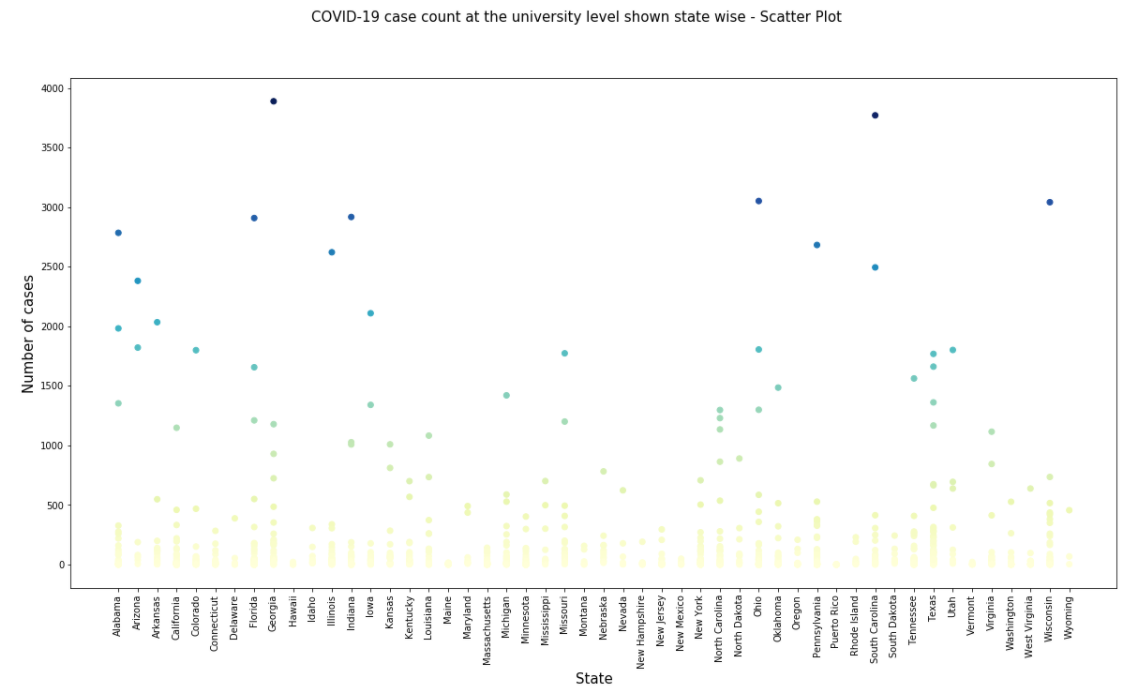 COVID-19 case count at the university level shown state wise - Scatter Plot
Number of cases
4000
3500
3000
2500
2000
1500
1000
500
0
Alabama
Arizona
Arkansas
California
Colorado
Connecticut
Delaware
Florida
Georgia
Hawaii
Idaho
Illinois
Indiana
Iowa
Kansas
Kentucky
Louisiana
Maine
Maryland
Massachusetts
Michigan
Minnesota
Mississippi
Missouri
Montana
Nebraska
Nevada
New Hampshire
New Jersey
New Mexico
New York
North Carolina
North Dakota
Ohio
Oklahoma
Oregon
Pennsylvania
Puerto Rico
Rhode Island
South Carolina
South Dakota
Tennessee
Texas
Utah
Vermont
Virginia
Washington
West Virginia
Wisconsin
Wyoming
State